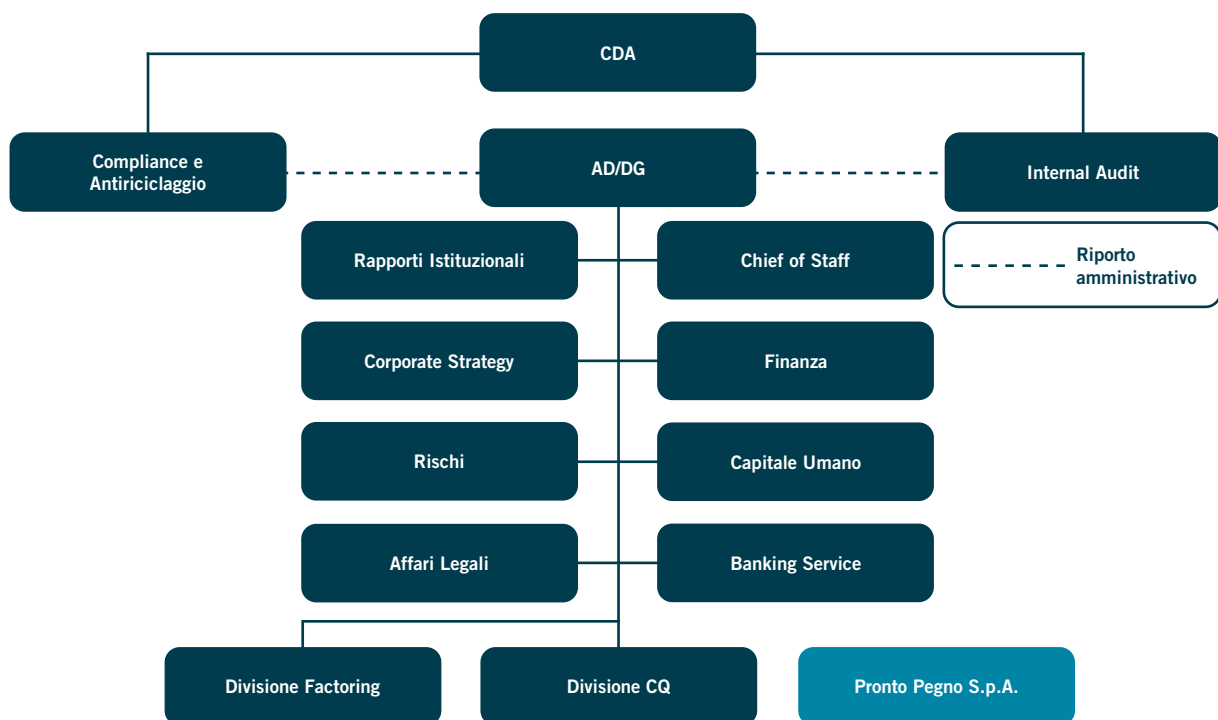 CDA
Compliance e
Antiriciclaggio
AD/DG
Internal Audit
Rapporti Istituzionali
Chief of Staff
Riporto
amministrativo
Corporate Strategy
Finanza
Rischi
Capitale Umano
Affari Legali
Banking Service
Divisione Factoring
Divisione CQ
Pronto Pegno S.p.A.